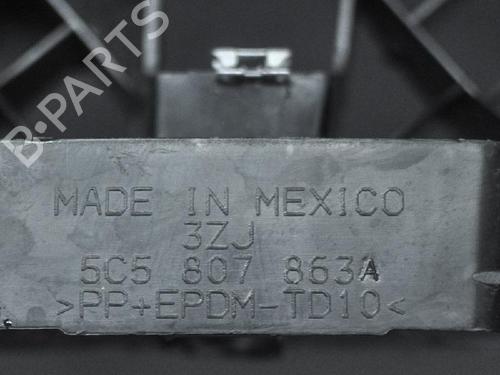 B·PARTS
MADE IN MEXICO
3ZJ
5C5 807 863A
>PP+EPDM-TD10<